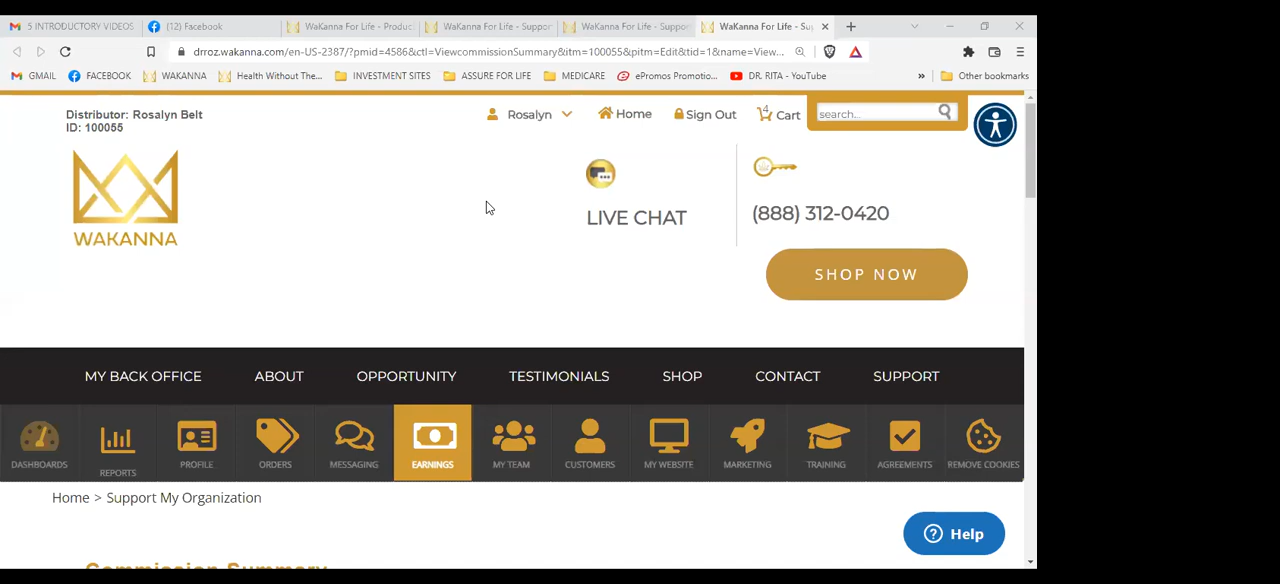 5 INTRODUCTORY VIDEOS
(12) Facebook
WaKanna For Life - Produc
WaKanna For Life - Suppor
WaKanna For Life - Suppor
WaKanna For Life - Su
drroz.wakanna.com/en-US-2387/?pmid=4586&ctl=ViewcommissionSummary&itm=100055&pitm=Edit&tid=1&name=View...
GMAIL
FACEBOOK
WAKANNA
Health Without The...
INVESTMENT SITES
ASSURE FOR LIFE
MEDICARE
ePromos Promotio...
DR. RITA - YouTube
»
Other bookmarks
Distributor: Rosalyn Belt
ID: 100055
Rosalyn
Home
Sign Out
4
Cart
search...
WAKANNA
LIVE CHAT
(888) 312-0420
SHOP NOW
MY BACK OFFICE
ABOUT
OPPORTUNITY
TESTIMONIALS
SHOP
CONTACT
SUPPORT
DASHBOARDS
REPORTS
PROFILE
ORDERS
MESSAGING
EARNINGS
MY TEAM
CUSTOMERS
MY WEBSITE
MARKETING
TRAINING
AGREEMENTS
REMOVE COOKIES
Home > Support My Organization
Help
Commission Summary